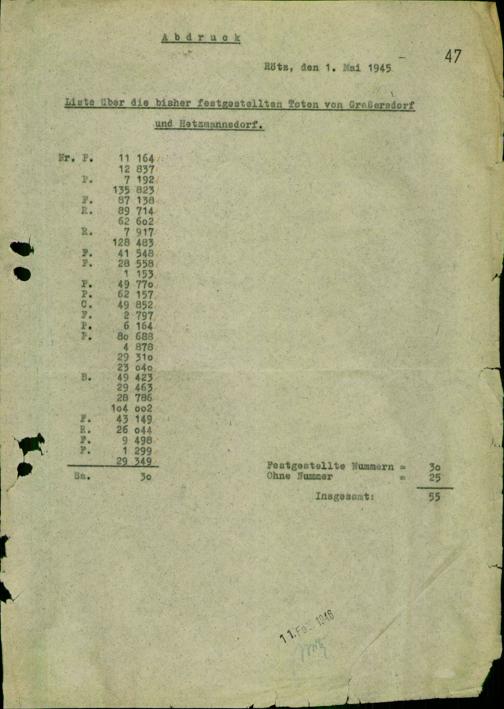 Abdruck
47
Rötz, den 1. Mai 1945
Liste über die bisher festgestellten Toten von Graßersdorf
und Hetzmannsdorf.
Nr. P. 11 164
12 837
P. 7 192
135 823
F. 87 138
R. 89 714
62 602
R. 7 917
128 483
F. 41 548
F. 28 558
1 153
F. 49 770
P. 62 157
C. 49 852
F. 2 797
P. 6 164
F. 80 688
4 878
29 310
23 040
B. 49 423
29 463
28 786
104 002
F. 43 149
R. 26 044
F. 9 498
F. 1 299
29 349
Sa. 30
Festgestellte Nummern = 30
Ohne Nummer = 25
Insgesamt: 55
11. Feb. 1946